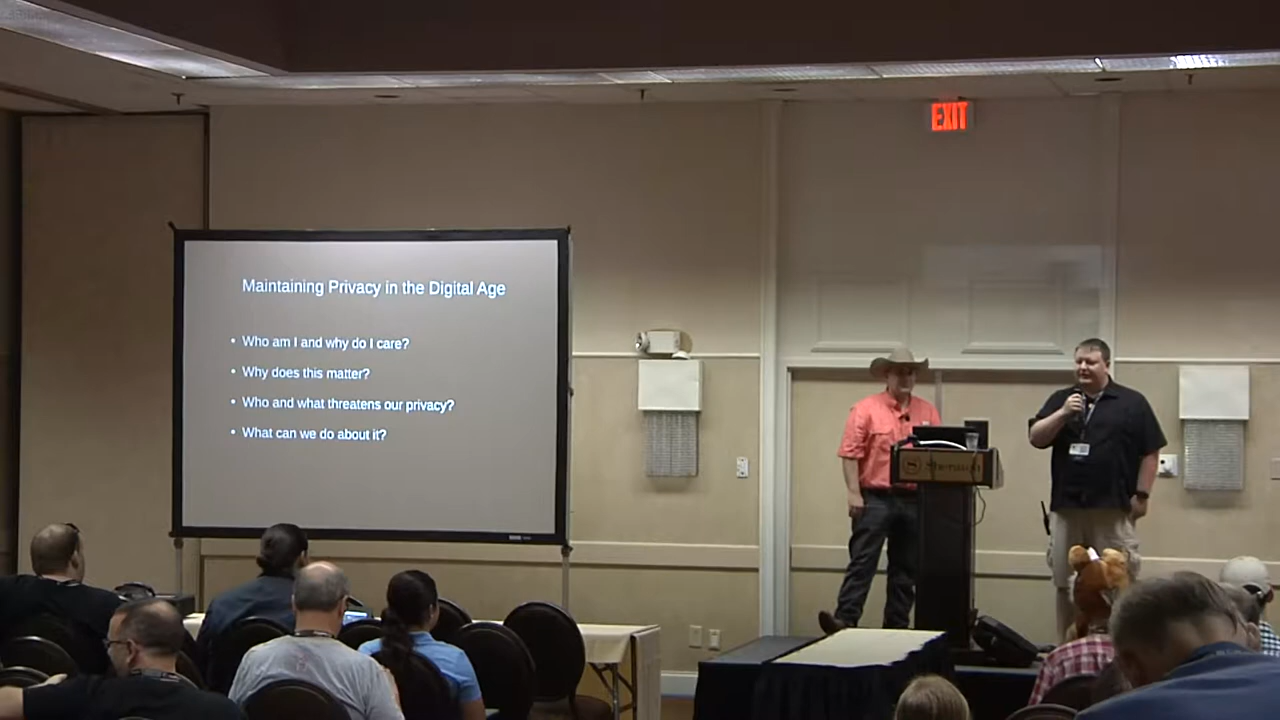 EXIT
Maintaining Privacy in the Digital Age
• Who am I and why do I care?
• Why does this matter?
• Who and what threatens our privacy?
• What can we do about it?
Sheraton